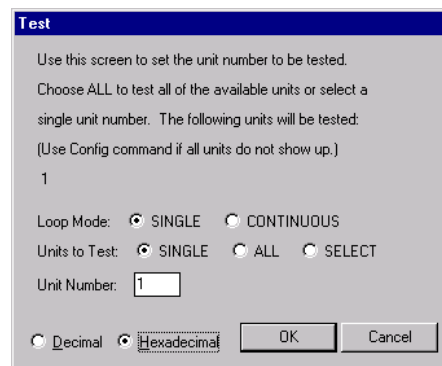 Test
Use this screen to set the unit number to be tested.
Choose ALL to test all of the available units or select a
single unit number. The following units will be tested:
(Use Config command if all units do not show up.)
1
Loop Mode: SINGLE CONTINUOUS
Units to Test: SINGLE ALL SELECT
Unit Number: 1
Decimal Hexadecimal OK Cancel